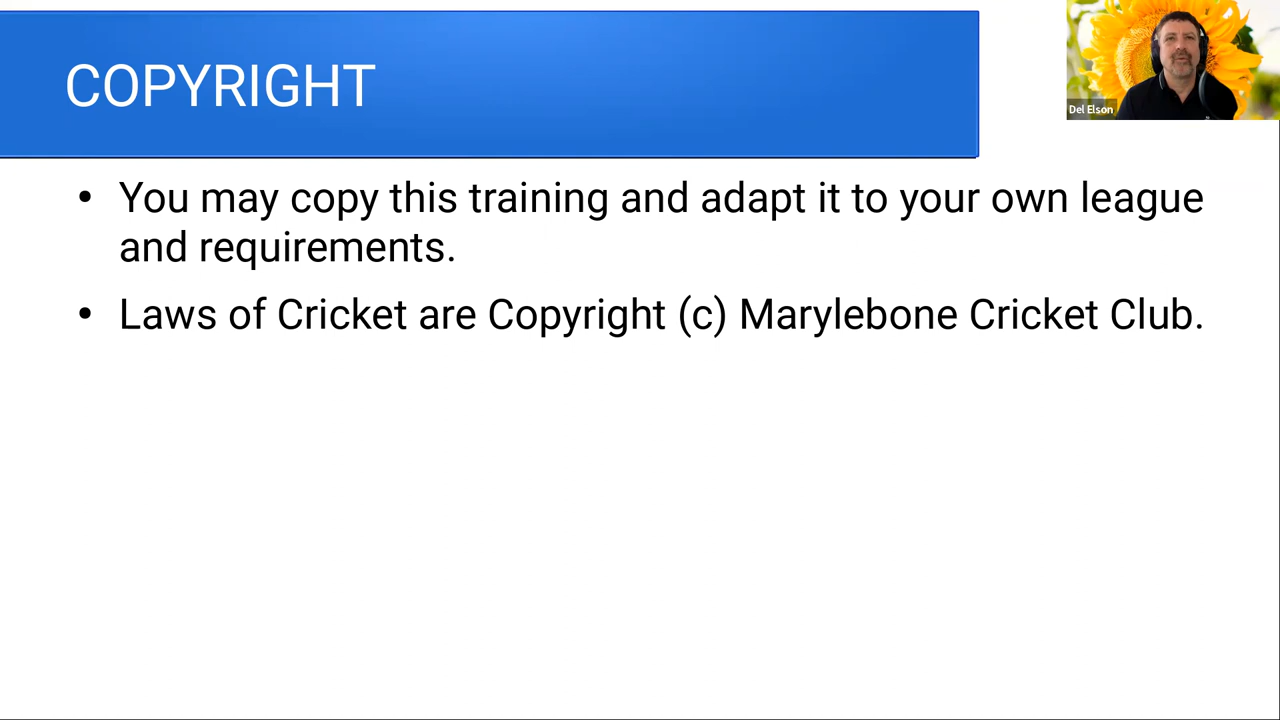 COPYRIGHT
Del Elson
• You may copy this training and adapt it to your own league
and requirements.
• Laws of Cricket are Copyright (c) Marylebone Cricket Club.